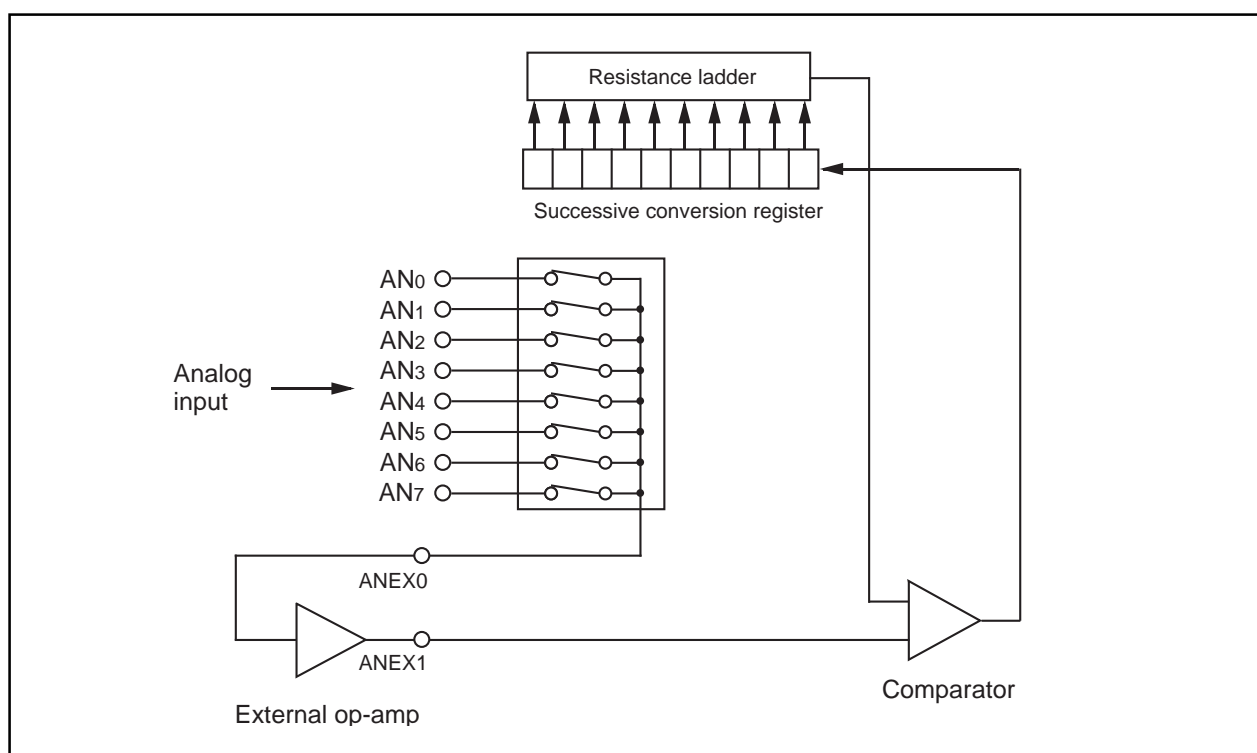 Resistance ladder
Successive conversion register
AN0
AN1
AN2
AN3
AN4
AN5
AN6
AN7
Analog
input
ANEX0
ANEX1
External op-amp
Comparator